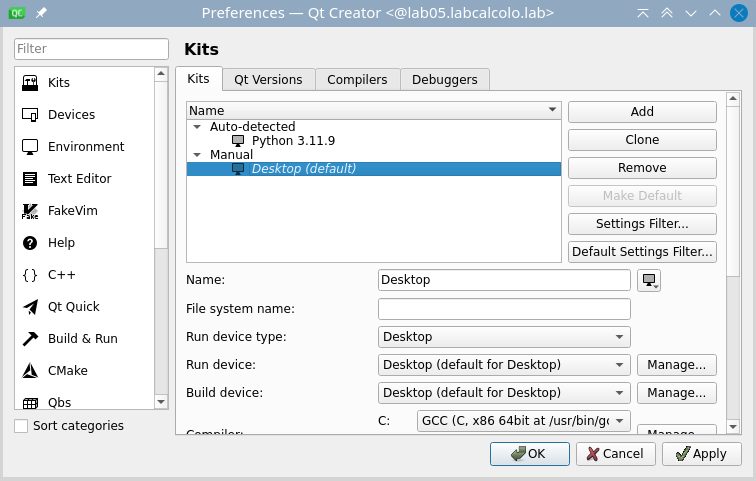 Preferences — Qt Creator <@lab05.labcalcolo.lab>
Filter
Kits
Devices
Environment
Text Editor
FakeVim
Help
C++
Qt Quick
Build & Run
CMake
Qbs
Sort categories
Kits
Kits Qt Versions Compilers Debuggers
Name
Auto-detected
Python 3.11.9
Manual
Desktop (default)
Add
Clone
Remove
Make Default
Settings Filter...
Default Settings Filter...
Name: Desktop
File system name:
Run device type: Desktop
Run device: Desktop (default for Desktop) Manage...
Build device: Desktop (default for Desktop) Manage...
C: GCC (C, x86 64bit at /usr/bin/gc
Compiler: Manage...
OK Cancel Apply